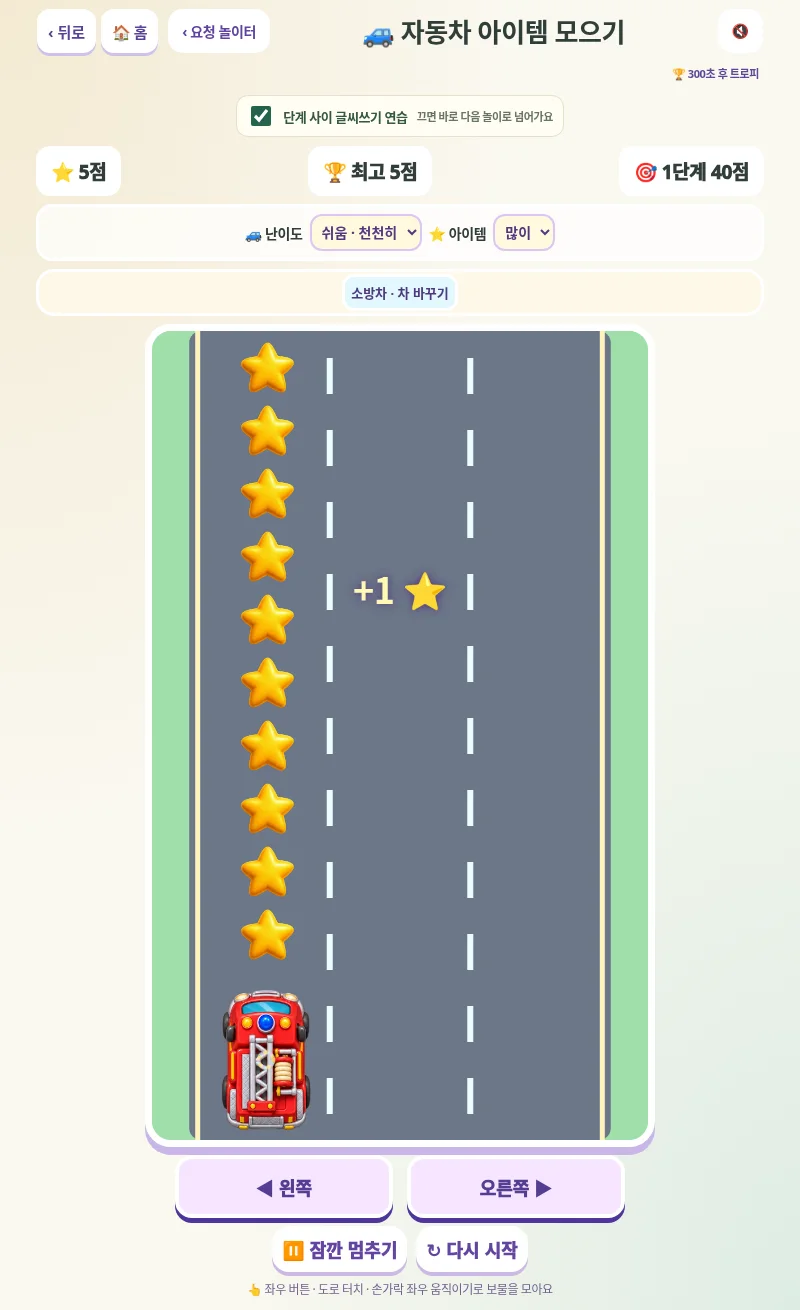 ‹ 뒤로
🏠 홈
‹ 요청 놀이터
🚙 자동차 아이템 모으기
🏆 300초 후 트로피
단계 사이 글씨쓰기 연습 끄면 바로 다음 놀이로 넘어가요
⭐ 5점
🏆 최고 5점
🎯 1단계 40점
🚙 난이도 쉬움 · 천천히 ⭐ 아이템 많이
소방차 · 차 바꾸기
+1 ⭐
◀ 왼쪽
오른쪽 ▶
⏸ 잠깐 멈추기
↻ 다시 시작
👆 좌우 버튼 · 도로 터치 · 손가락 좌우 움직이기로 보물을 모아요